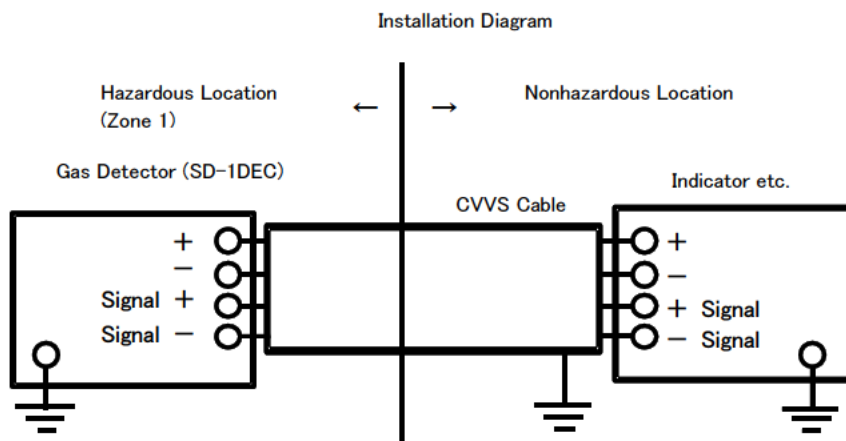 Installation Diagram
Hazardous Location
(Zone 1)
← →
Nonhazardous Location
Gas Detector (SD-1DEC)
Indicator etc.
CVVS Cable
+
−
Signal +
Signal −
+
−
+ Signal
− Signal